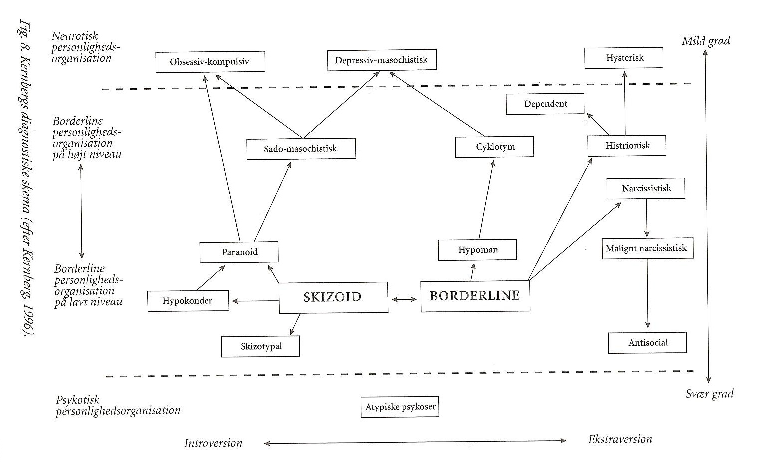 Fig. 8. Kernbergs diagnostiske skema (efter Kernberg, 1996).
Neurotisk
personligheds-
organisation
Mild grad
Obsessiv-kompulsiv
Depressiv-masochistisk
Hysterisk
Dependent
Borderline
personligheds-
organisation
på højt niveau
Sado-masochistisk
Cyklotym
Histrionisk
Narcissistisk
Paranoid
Hypoman
Malignt narcissistisk
Borderline
personligheds-
organisation
på lavt niveau
Hypokonder
SKIZOID
BORDERLINE
Skizotypal
Antisocial
Psykotisk
personlighedsorganisation
Atypiske psykoser
Svær grad
Introversion
Ekstraversion